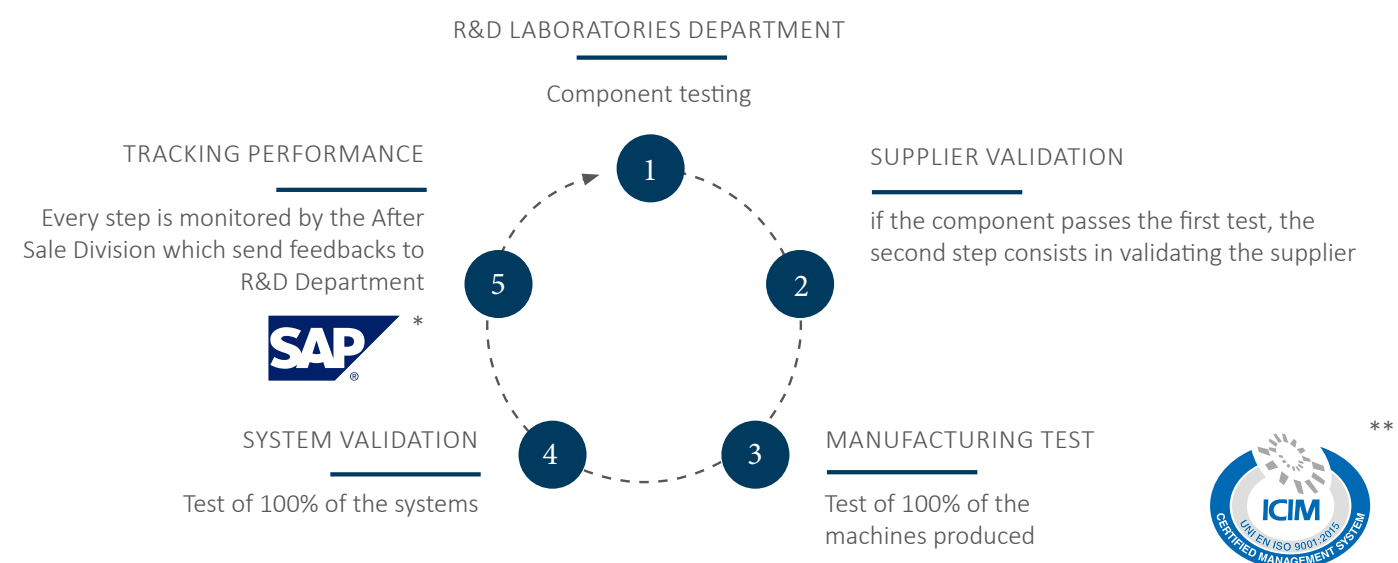 R&D LABORATORIES DEPARTMENT
Component testing
1
SUPPLIER VALIDATION
if the component passes the first test, the
second step consists in validating the supplier
2
MANUFACTURING TEST
Test of 100% of the
machines produced
3
SYSTEM VALIDATION
Test of 100% of the systems
4
TRACKING PERFORMANCE
Every step is monitored by the After
Sale Division which send feedbacks to
R&D Department
5
SAP ® *
**
ICIM
UNI EN ISO 9001:2015
CERTIFIED MANAGEMENT SYSTEM